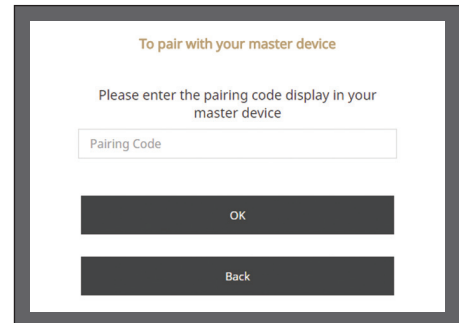 To pair with your master device
Please enter the pairing code display in your
master device
Pairing Code
OK
Back